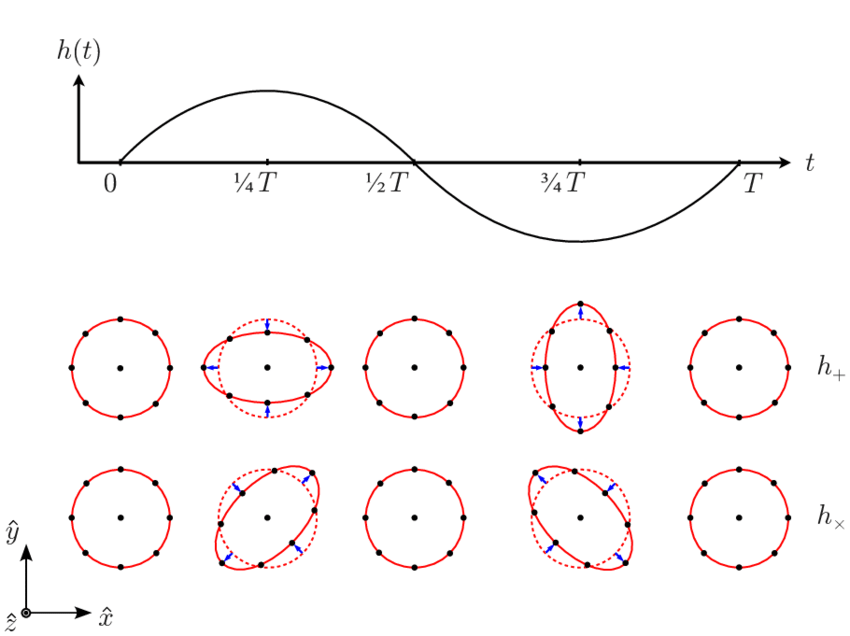 h(t)
t
0 ¼T ½T ¾T T
h₊
h×
ŷ
ẑ x̂